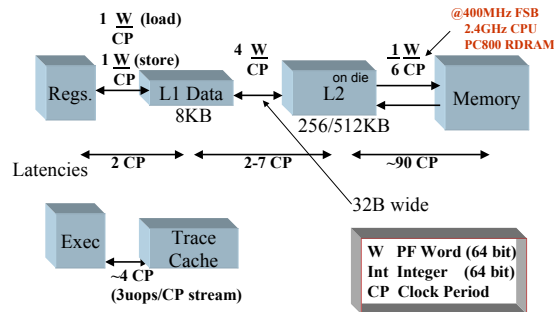 1 W (load)
CP
1 W (store)
CP
4 W
CP
1 W
6 CP
@400MHz FSB
2.4GHz CPU
PC800 RDRAM
Regs.
L1 Data
8KB
on die
L2
256/512KB
Memory
Latencies
2 CP
2-7 CP
~90 CP
32B wide
Exec
Trace
Cache
~4 CP
(3uops/CP stream)
W PF Word (64 bit)
Int Integer (64 bit)
CP Clock Period